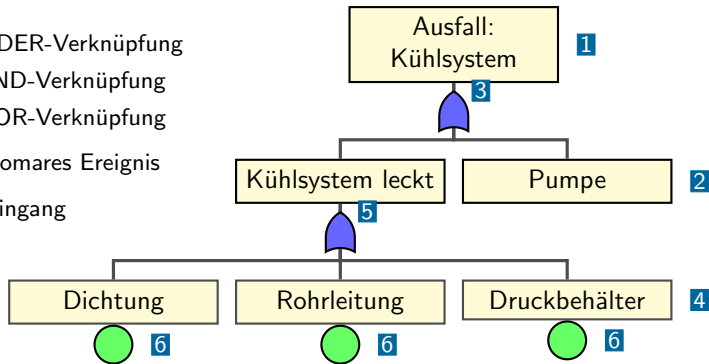 DER-Verknüpfung
ND-Verknüpfung
OR-Verknüpfung
omares Ereignis
ingang
Ausfall:
Kühlsystem
1
3
Kühlsystem leckt
Pumpe
2
5
Dichtung
Rohrleitung
Druckbehälter
4
6
6
6